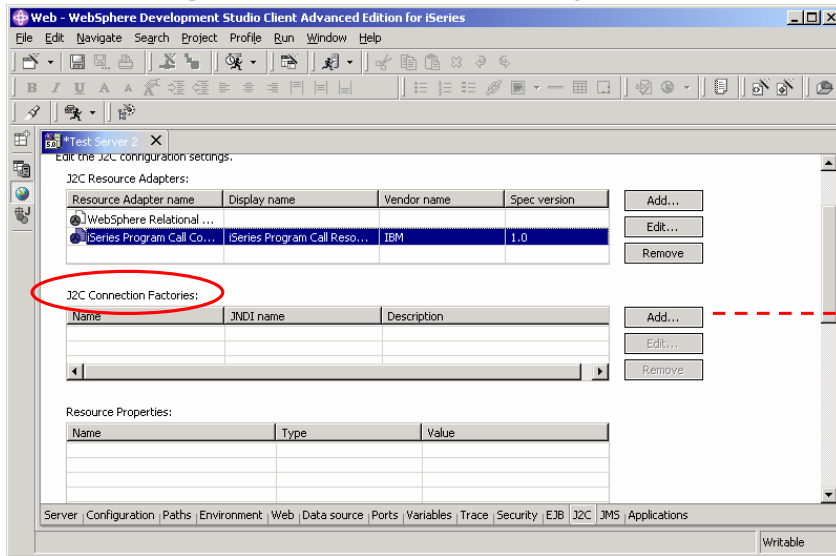 Web - WebSphere Development Studio Client Advanced Edition for iSeries
File Edit Navigate Search Project Profile Run Window Help
B I U A A
5.0 *Test Server 2 X
Edit the J2C configuration settings.
J2C Resource Adapters:
Resource Adapter name Display name Vendor name Spec version
WebSphere Relational ...
iSeries Program Call Co... iSeries Program Call Reso... IBM 1.0
Add...
Edit...
Remove
J2C Connection Factories:
Name JNDI name Description
Add...
Edit...
Remove
Resource Properties:
Name Type Value
Server Configuration Paths Environment Web Data source Ports Variables Trace Security EJB J2C JMS Applications
Writable